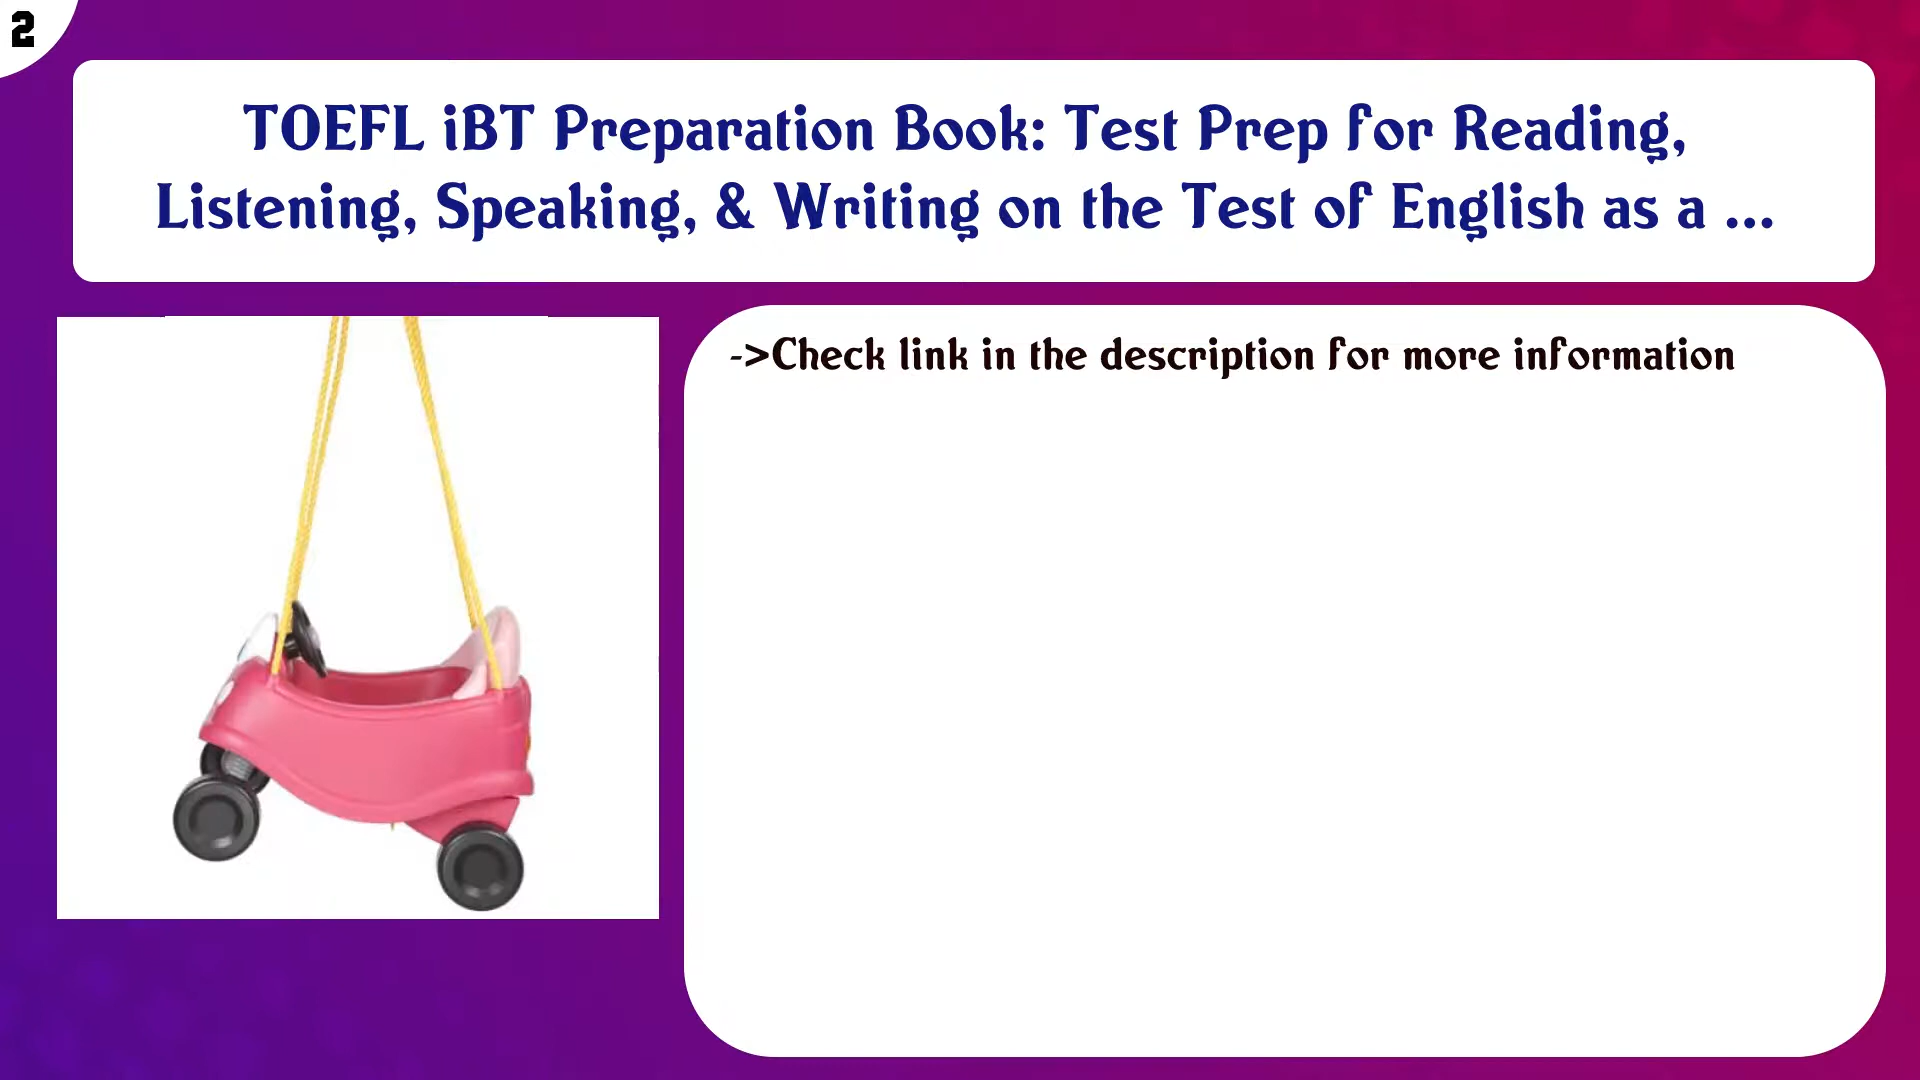 2
TOEFL iBT Preparation Book: Test Prep for Reading,
Listening, Speaking, & Writing on the Test of English as a ...
->Check link in the description for more information